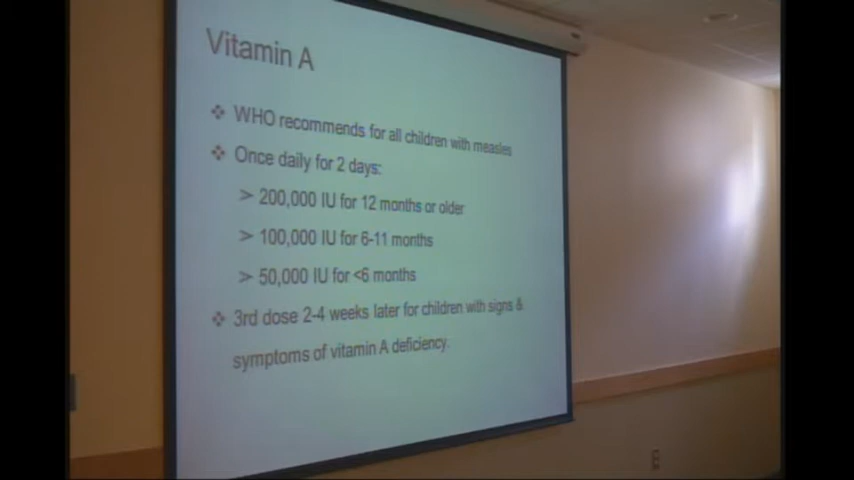 Vitamin A
❖ WHO recommends for all children with measles
❖ Once daily for 2 days:
➢ 200,000 IU for 12 months or older
➢ 100,000 IU for 6-11 months
➢ 50,000 IU for <6 months
❖ 3rd dose 2-4 weeks later for children with signs &
symptoms of vitamin A deficiency.